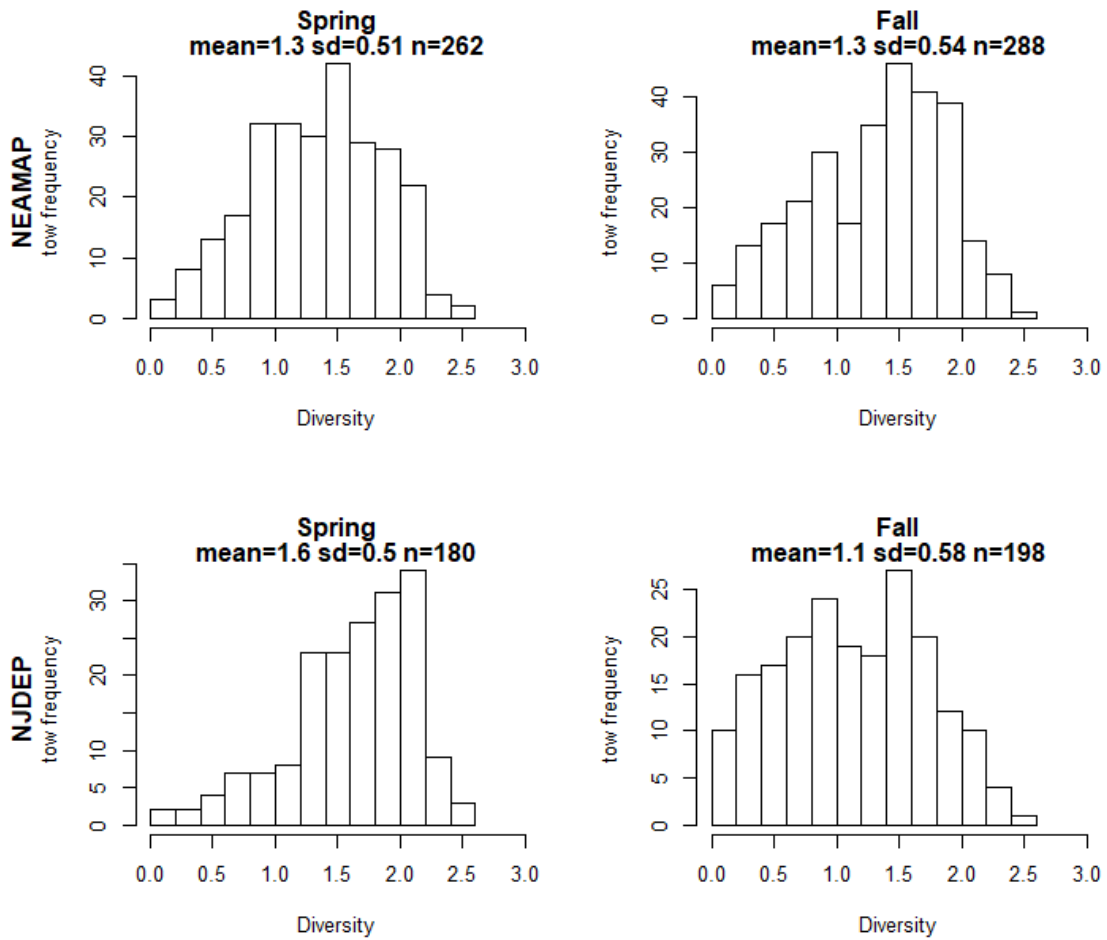 Spring
mean=1.3 sd=0.51 n=262
NEAMAP
tow frequency
0 10 20 30 40
0.0 0.5 1.0 1.5 2.0 2.5 3.0
Diversity
Fall
mean=1.3 sd=0.54 n=288
tow frequency
0 10 20 30 40
0.0 0.5 1.0 1.5 2.0 2.5 3.0
Diversity
Spring
mean=1.6 sd=0.5 n=180
NJDEP
tow frequency
0 5 10 20 30
0.0 0.5 1.0 1.5 2.0 2.5 3.0
Diversity
Fall
mean=1.1 sd=0.58 n=198
tow frequency
0 5 10 15 20 25
0.0 0.5 1.0 1.5 2.0 2.5 3.0
Diversity